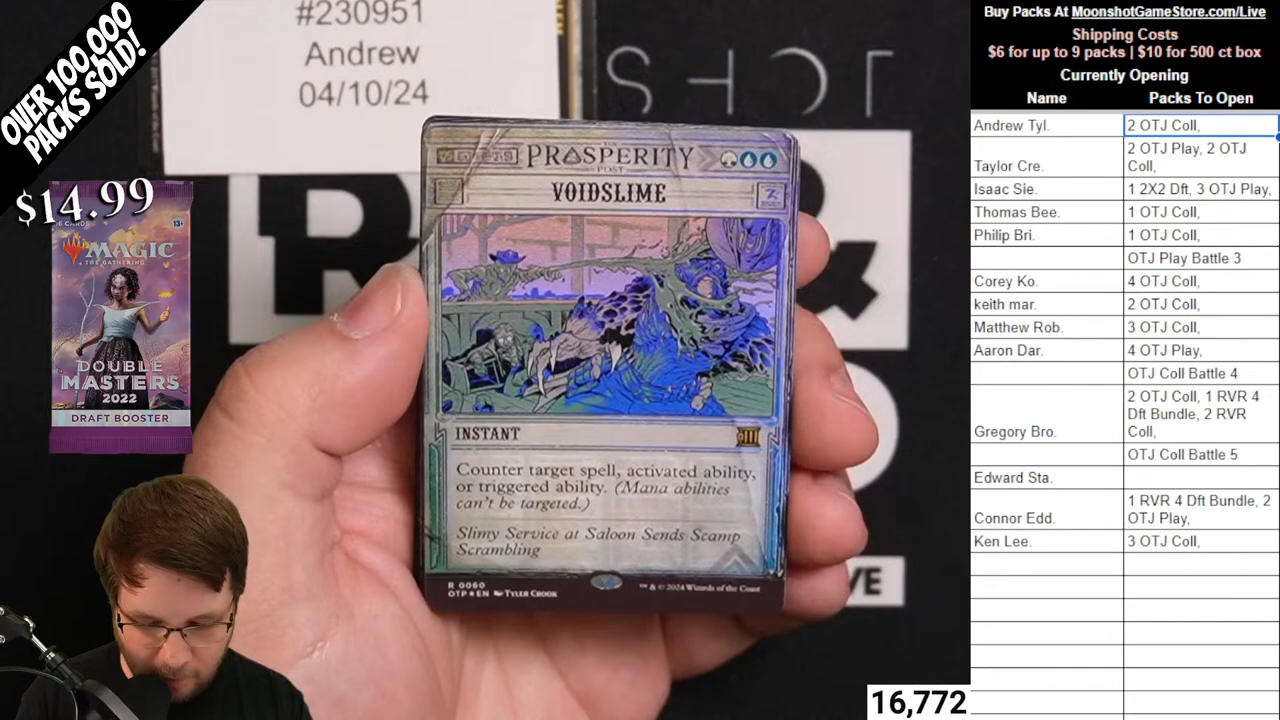 OVER 100,000
PACKS SOLD!
$14.99
MAGIC
THE GATHERING
13+
DOUBLE
MASTERS
2022
DRAFT BOOSTER
#230951
Andrew
04/10/24
PROSPERITY
POST
VOIDSLIME
INSTANT
Counter target spell, activated ability,
or triggered ability. (Mana abilities
can't be targeted.)
Slimy Service at Saloon Sends Scamp
Scrambling
R 0060
OTP ★ EN TYLER CROOK
™ & © 2024 Wizards of the Coast
16,772
Buy Packs At MoonshotGameStore.com/Live
Shipping Costs
$6 for up to 9 packs | $10 for 500 ct box
Currently Opening
Name Packs To Open
Andrew Tyl. 2 OTJ Coll,
2 OTJ Play, 2 OTJ
Taylor Cre. Coll,
Isaac Sie. 1 2X2 Dft, 3 OTJ Play,
Thomas Bee. 1 OTJ Coll,
Philip Bri. 1 OTJ Coll,
OTJ Play Battle 3
Corey Ko. 4 OTJ Coll,
keith mar. 2 OTJ Coll,
Matthew Rob. 3 OTJ Coll,
Aaron Dar. 4 OTJ Play,
OTJ Coll Battle 4
2 OTJ Coll, 1 RVR 4
Dft Bundle, 2 RVR
Gregory Bro. Coll,
OTJ Coll Battle 5
Edward Sta.
1 RVR 4 Dft Bundle, 2
Connor Edd. OTJ Play,
Ken Lee. 3 OTJ Coll,